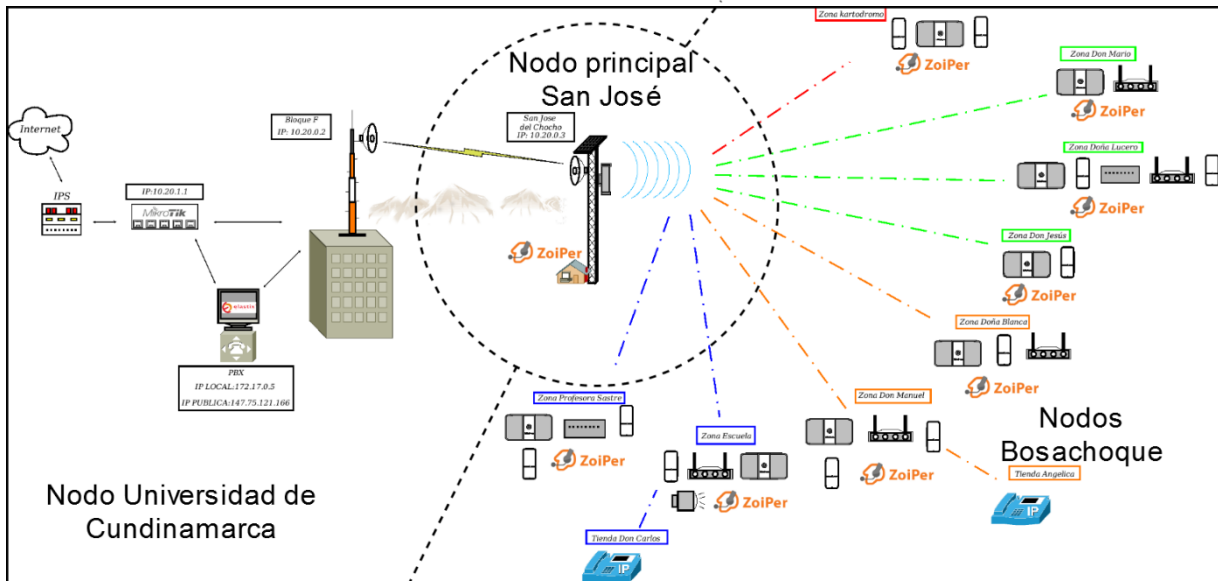 Internet
IPS
IP:10.20.1.1
MikroTik
elastix
PBX
IP LOCAL:172.17.0.5
IP PUBLICA:147.75.121.166
Bloque F
IP: 10.20.0.2
Nodo Universidad de
Cundinamarca
Nodo principal
San José
San Jose
del Chocho
IP: 10.20.0.3
ZoiPer
Zona kartodromo
ZoiPer
Zona Don Mario
ZoiPer
Zona Doña Lucero
ZoiPer
Zona Don Jesús
ZoiPer
Zona Doña Blanca
ZoiPer
Zona Don Manuel
ZoiPer
Nodos
Bosachoque
Tienda Angelica
IP
Zona Profesora Sastre
ZoiPer
Zona Escuela
ZoiPer
Tienda Don Carlos
IP